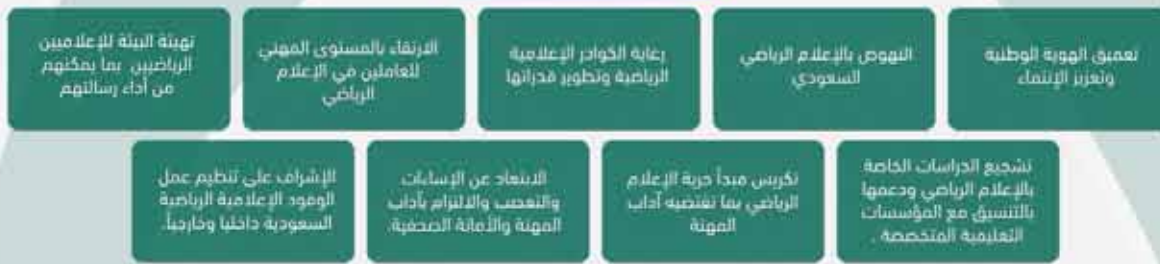 تعميق الهوية الوطنية
وتعزيز الإنتماء
النهوض بالإعلام الرياضي
السعودي
رعاية الكوادر الإعلامية
الرياضية وتطوير قدراتها
الارتقاء بالمستوى المهني
للعاملين في الإعلام
الرياضي
تهيئة البيئة للإعلاميين
الرياضيين بما يمكنهم
من أداء رسالتهم
تشجيع الدراسات الخاصة
بالإعلام الرياضي ودعمها
بالتنسيق مع المؤسسات
التعليمية المتخصصة .
تكريس مبدأ حرية الإعلام
الرياضي بما تقتضيه آداب
المهنة
الابتعاد عن الإساءات
والتعصب والالتزام بآداب
المهنة والأمانة الصحفية.
الإشراف على تنظيم عمل
الوفود الإعلامية الرياضية
السعودية داخليا وخارجياً.